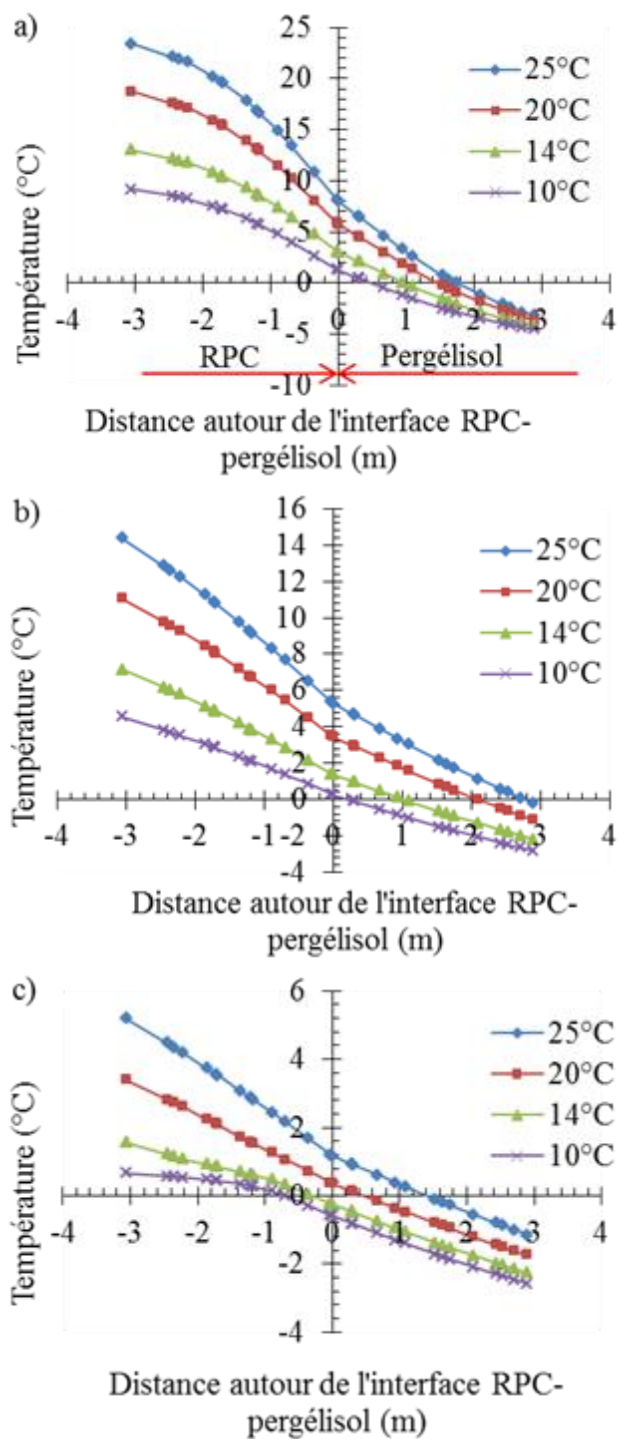 a)
25
20
15
10
5
0
-5
-10
25°C
20°C
14°C
10°C
-4 -3 -2 -1 0 1 2 3 4
RPC Pergélisol
Température (°C)
Distance autour de l'interface RPC-
pergélisol (m)
b)
16
14
12
10
8
6
4
2
0
-2
-4
25°C
20°C
14°C
10°C
-4 -3 -2 -1 0 1 2 3 4
Température (°C)
Distance autour de l'interface RPC-
pergélisol (m)
c)
6
4
2
0
-2
-4
25°C
20°C
14°C
10°C
-4 -3 -2 -1 0 1 2 3 4
Température (°C)
Distance autour de l'interface RPC-
pergélisol (m)